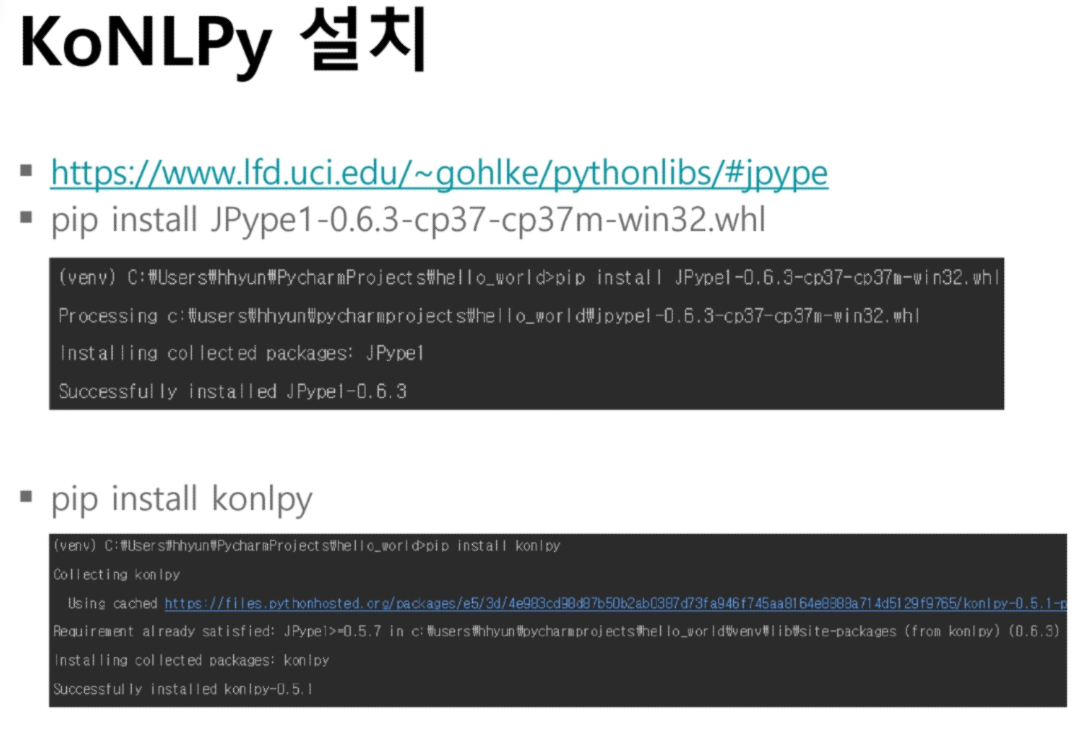 KoNLPy 설치
▪ https://www.lfd.uci.edu/~gohlke/pythonlibs/#jpype
▪ pip install JPype1-0.6.3-cp37-cp37m-win32.whl
(venv) C:₩Users₩hhyun₩PycharmProjects₩hello_world>pip install JPype1-0.6.3-cp37-cp37m-win32.whl
Processing c:₩users₩hhyun₩pycharmprojects₩hello_world₩jpype1-0.6.3-cp37-cp37m-win32.whl
Installing collected packages: JPype1
Successfully installed JPype1-0.6.3
▪ pip install konlpy
(venv) C:₩Users₩hhyun₩PycharmProjects₩hello_world>pip install konlpy
Collecting konlpy
Using cached https://files.pythonhosted.org/packages/e5/3d/4e983cd98d87b50b2ab0387d73fa946f745aa8164e8988a714d5129f9765/konlpy-0.5.1-p
Requirement already satisfied: JPype1>=0.5.7 in c:₩users₩hhyun₩pycharmprojects₩hello_world₩venv₩lib₩site-packages (from konlpy) (0.6.3)
Installing collected packages: konlpy
Successfully installed konlpy-0.5.1